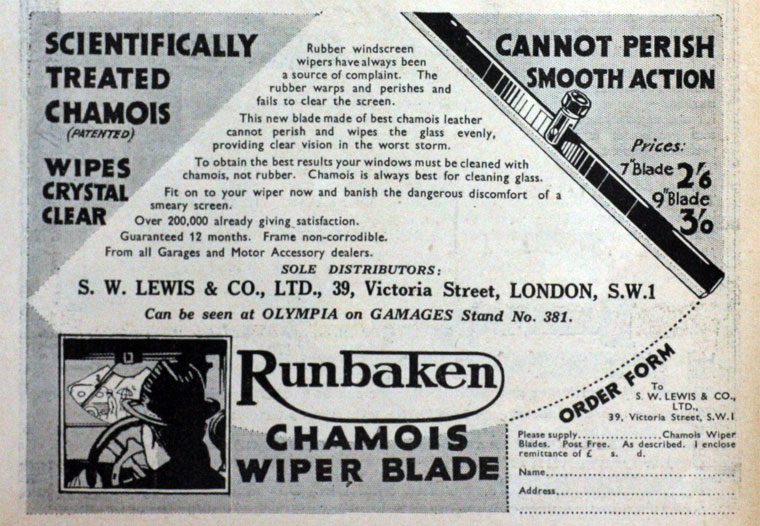 SCIENTIFICALLY
TREATED
CHAMOIS
(PATENTED)
WIPES
CRYSTAL
CLEAR
Rubber windscreen
wipers have always been
a source of complaint. The
rubber warps and perishes and
fails to clear the screen.
This new blade made of best chamois leather
cannot perish and wipes the glass evenly,
providing clear vision in the worst storm.
To obtain the best results your windows must be cleaned with
chamois, not rubber. Chamois is always best for cleaning glass.
Fit on to your wiper now and banish the dangerous discomfort of a
smeary screen.
Over 200,000 already giving satisfaction.
Guaranteed 12 months. Frame non-corrodible.
From all Garages and Motor Accessory dealers.
CANNOT PERISH
SMOOTH ACTION
Prices:
7" Blade 2'6
9" Blade
3'0
SOLE DISTRIBUTORS:
S. W. LEWIS & CO., LTD., 39, Victoria Street, LONDON, S.W.1
Can be seen at OLYMPIA on GAMAGES Stand No. 381.
Runbaken
CHAMOIS
WIPER BLADE
ORDER FORM
To
S. W. LEWIS & CO.,
LTD.,
39, Victoria Street, S.W.1
Please supply....................Chamois Wiper
Blades. Post Free. As described. I enclose
remittance of £ s. d.
Name....................
Address....................